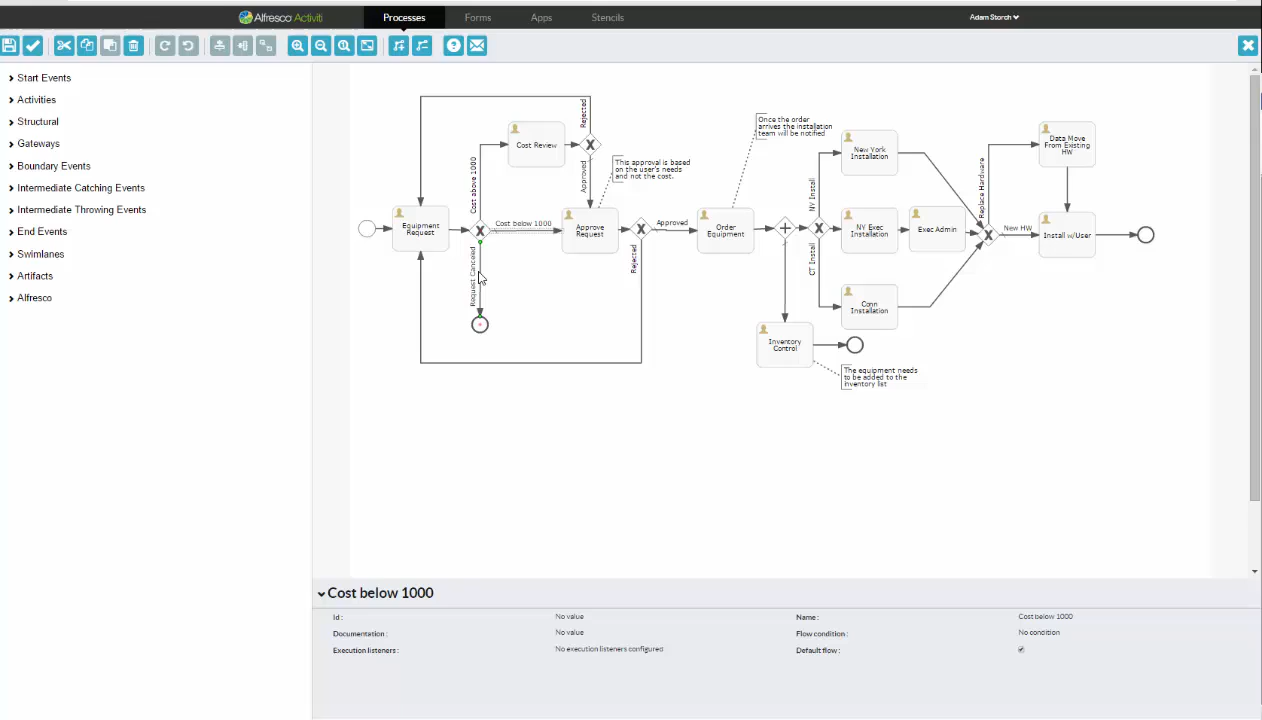 Alfresco Activiti
Processes
Forms
Apps
Stencils
Adam Storch
Start Events
Activities
Structural
Gateways
Boundary Events
Intermediate Catching Events
Intermediate Throwing Events
End Events
Swimlanes
Artifacts
Alfresco
Rejected
Cost Review
Cost above 1000
Approved
This approval is based
on the user's needs
and not the cost.
Equipment
Request
Cost below 1000
Approve
Request
Approved
Rejected
Request Canceled
Once the order
arrives the installation
team will be notified
Order
Equipment
NY Install
CT Install
New York
Installation
NY Exec
Installation
Exec Admin
Conn
Installation
Inventory
Control
The equipment needs
to be added to the
inventory list
Replace Hardware
New HW
Data Move
From Existing
HW
Install w/User
Cost below 1000
Id :
No value
Name :
Cost below 1000
Documentation :
No value
Flow condition :
No condition
Execution listeners :
No execution listeners configured
Default flow :